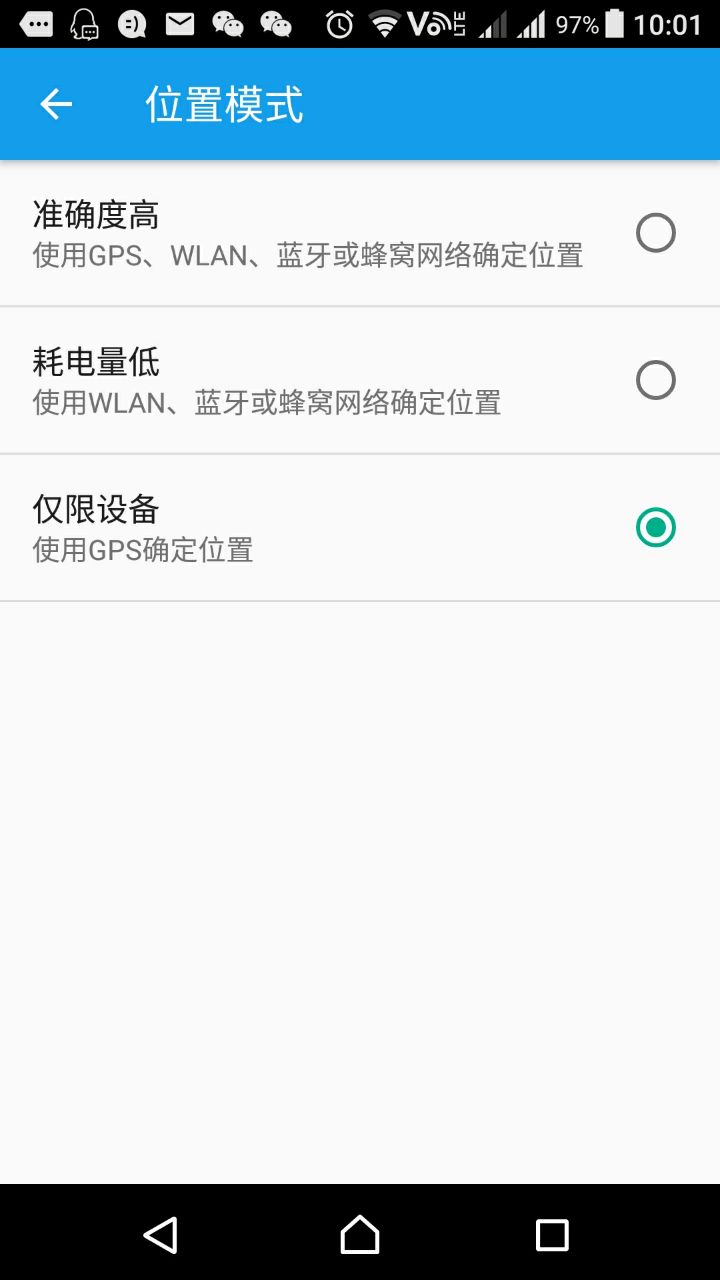 VoLTE 97% 10:01
位置模式
准确度高
使用GPS、WLAN、蓝牙或蜂窝网络确定位置
耗电量低
使用WLAN、蓝牙或蜂窝网络确定位置
仅限设备
使用GPS确定位置